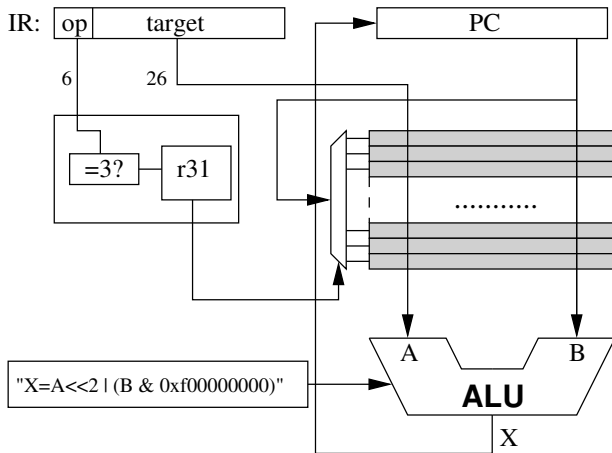 IR: op target PC
6 26
=3? r31
...........
A B
"X=A<<2 | (B & 0xf00000000)"
ALU
X